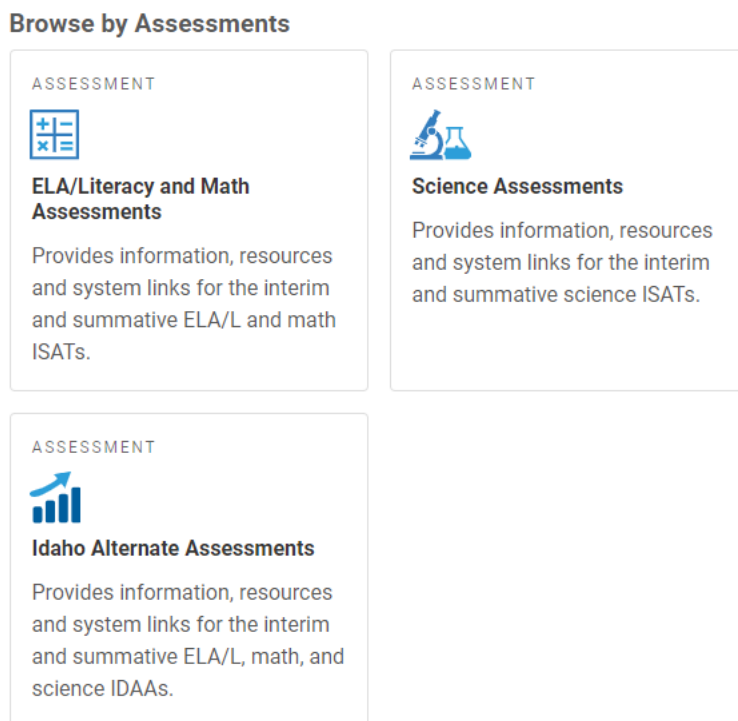 Browse by Assessments
ASSESSMENT
ELA/Literacy and Math
Assessments
Provides information, resources
and system links for the interim
and summative ELA/L and math
ISATs.
ASSESSMENT
Science Assessments
Provides information, resources
and system links for the interim
and summative science ISATs.
ASSESSMENT
Idaho Alternate Assessments
Provides information, resources
and system links for the interim
and summative ELA/L, math, and
science IDAAs.